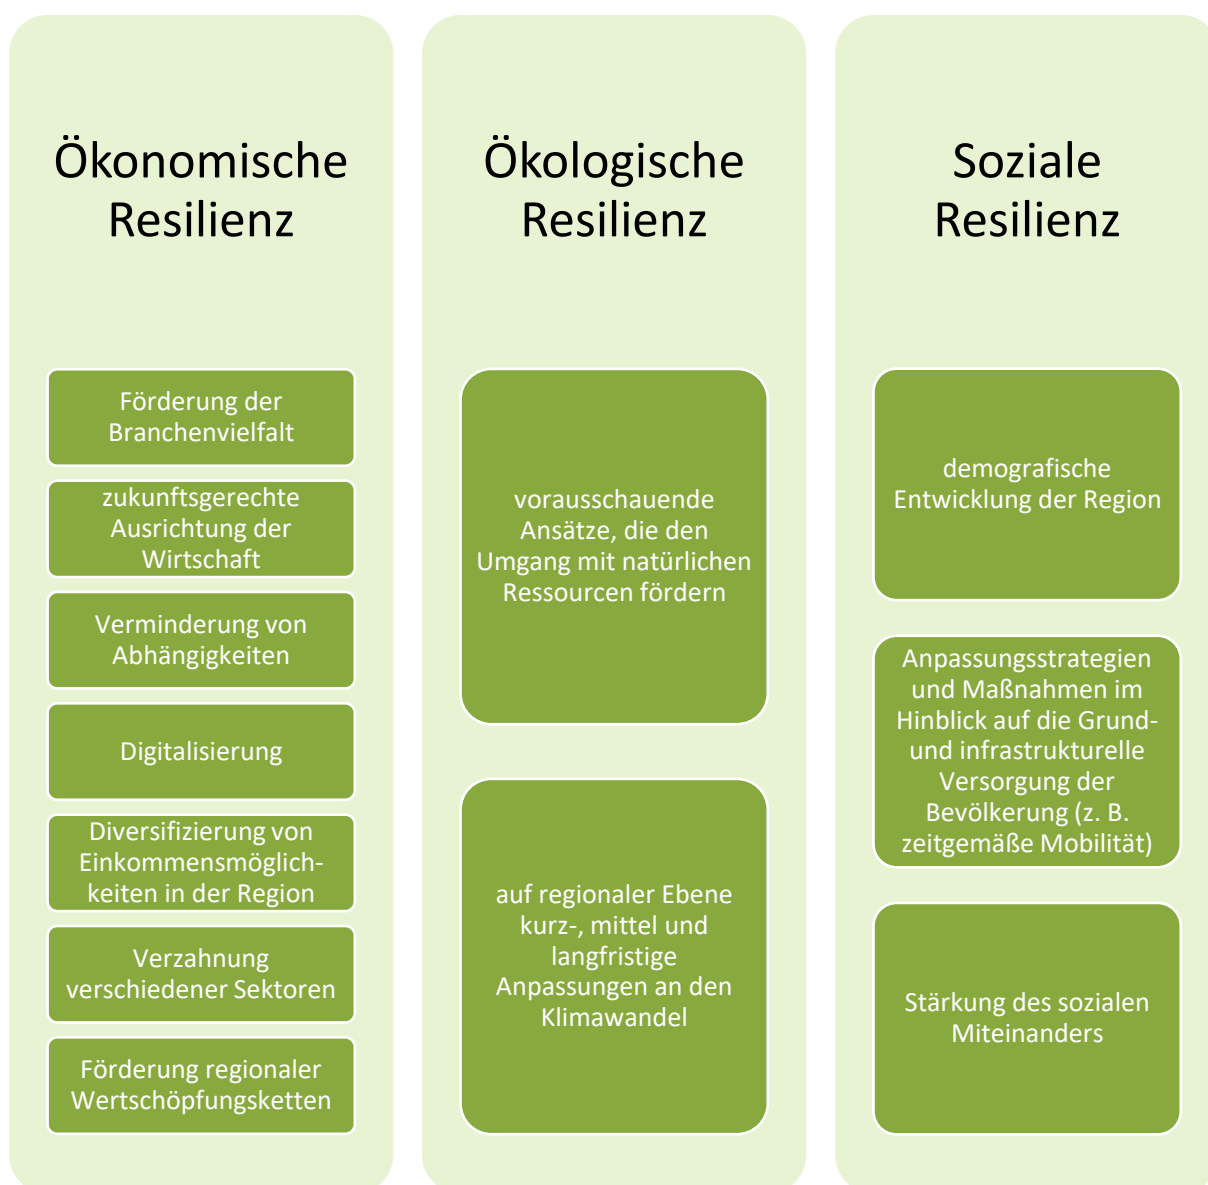 Ökonomische
Resilienz
Förderung der
Branchenvielfalt
zukunftsgerechte
Ausrichtung der
Wirtschaft
Verminderung von
Abhängigkeiten
Digitalisierung
Diversifizierung von
Einkommensmöglich-
keiten in der Region
Verzahnung
verschiedener Sektoren
Förderung regionaler
Wertschöpfungsketten
Ökologische
Resilienz
vorausschauende
Ansätze, die den
Umgang mit natürlichen
Ressourcen fördern
auf regionaler Ebene
kurz-, mittel und
langfristige
Anpassungen an den
Klimawandel
Soziale
Resilienz
demografische
Entwicklung der Region
Anpassungsstrategien
und Maßnahmen im
Hinblick auf die Grund-
und infrastrukturelle
Versorgung der
Bevölkerung (z. B.
zeitgemäße Mobilität)
Stärkung des sozialen
Miteinanders